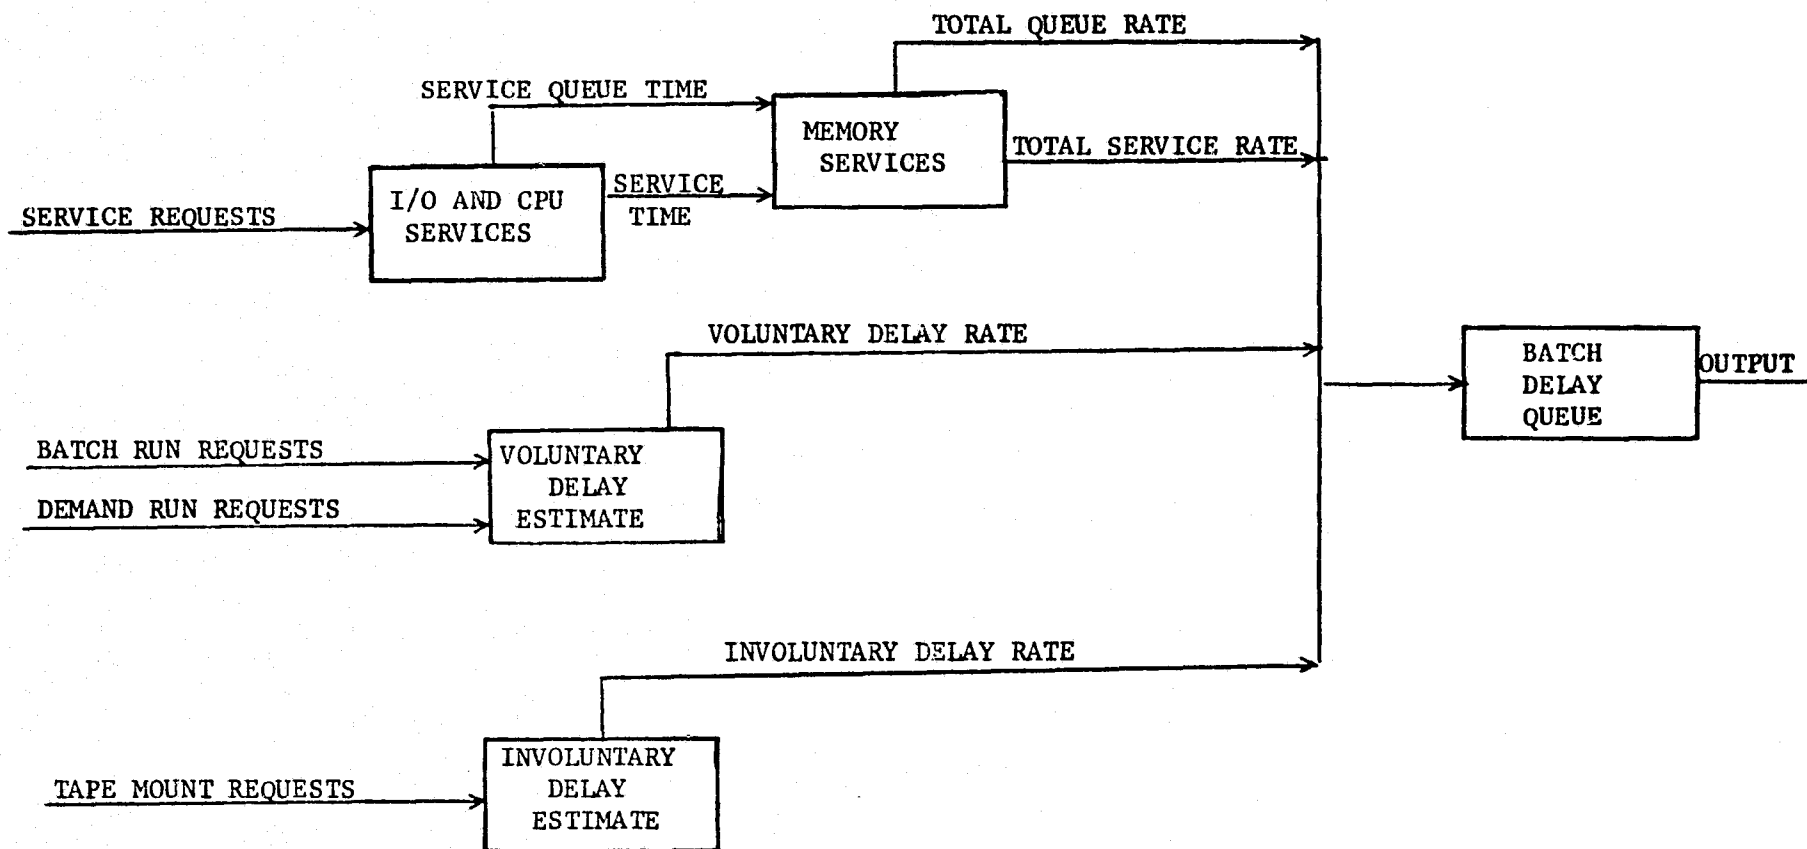 TOTAL QUEUE RATE
SERVICE QUEUE TIME
MEMORY
SERVICES
TOTAL SERVICE RATE
SERVICE
TIME
I/O AND CPU
SERVICES
SERVICE REQUESTS
VOLUNTARY DELAY RATE
BATCH
DELAY
QUEUE
OUTPUT
BATCH RUN REQUESTS
DEMAND RUN REQUESTS
VOLUNTARY
DELAY
ESTIMATE
INVOLUNTARY DELAY RATE
TAPE MOUNT REQUESTS
INVOLUNTARY
DELAY
ESTIMATE